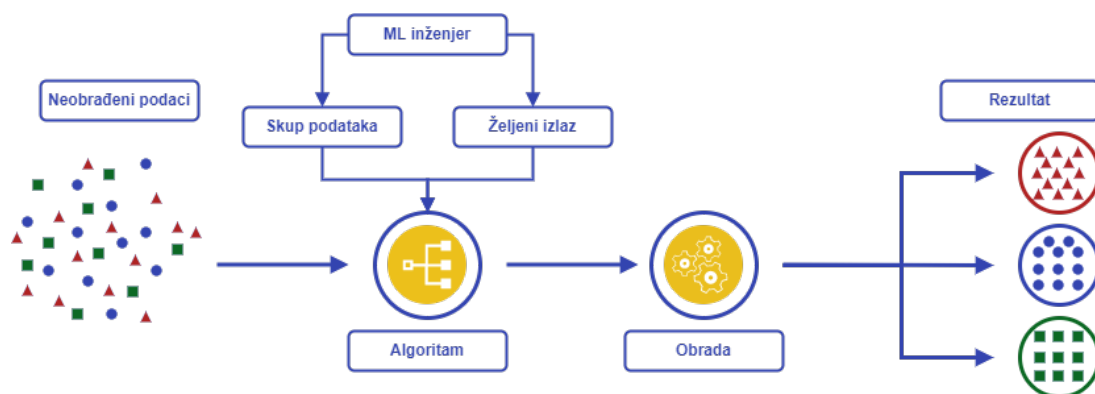 ML inženjer
Neobrađeni podaci
Rezultat
Skup podataka
Željeni izlaz
Algoritam
Obrada